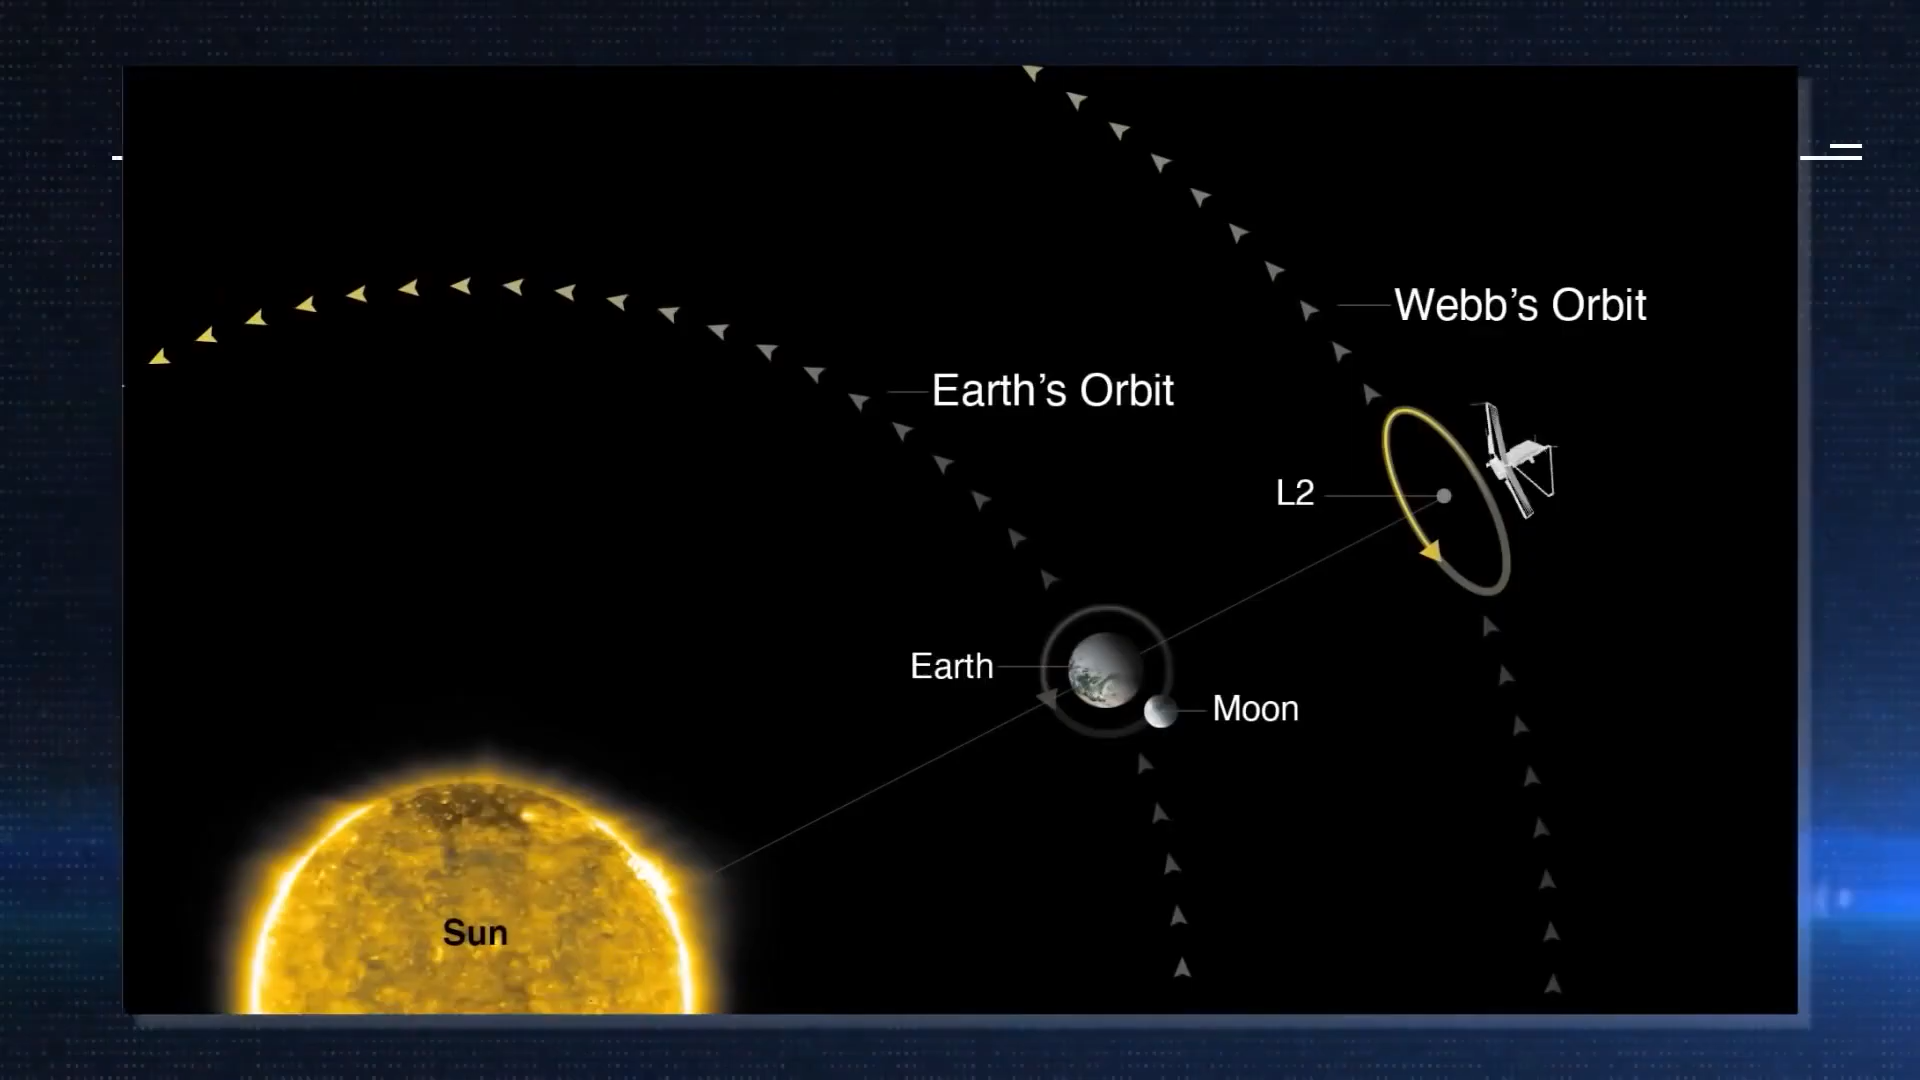 Webb’s Orbit
Earth’s Orbit
L2
Earth
Moon
Sun